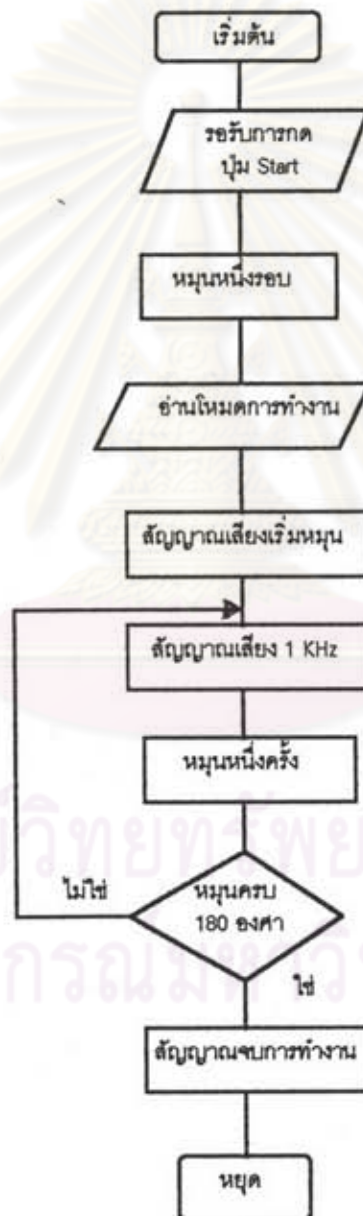 เริ่มต้น
รอรับการกด
ปุ่ม Start
หมุนหนึ่งรอบ
อ่านโหมดการทำงาน
สัญญาณเสียงเริ่มหมุน
สัญญาณเสียง 1 KHz
หมุนหนึ่งครั้ง
ไม่ใช่
หมุนครบ
180 องศา
ใช่
สัญญาณจบการทำงาน
หยุด